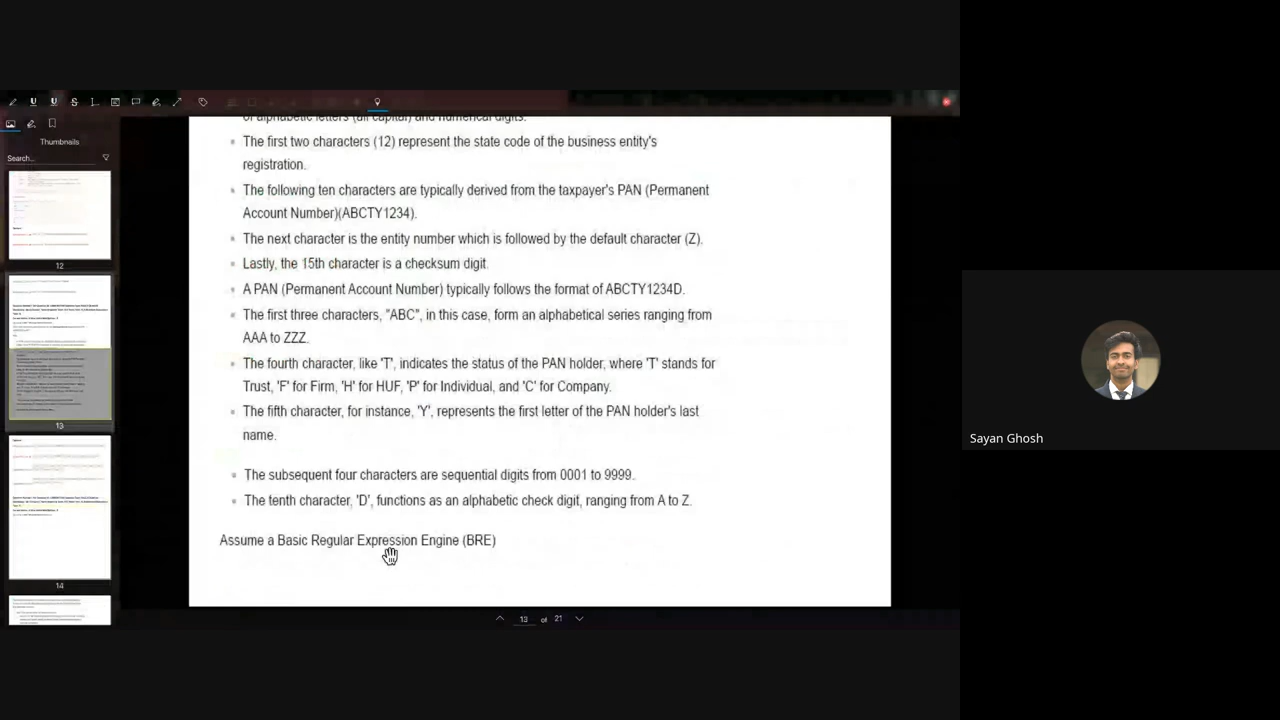 Thumbnails
Search...
12
13
14
of alphabetic letters (all capital) and numerical digits.
The first two characters (12) represent the state code of the business entity's
registration.
The following ten characters are typically derived from the taxpayer's PAN (Permanent
Account Number)(ABCTY1234).
The next character is the entity number which is followed by the default character (Z).
Lastly, the 15th character is a checksum digit.
A PAN (Permanent Account Number) typically follows the format of ABCTY1234D.
The first three characters, "ABC", in this case, form an alphabetical series ranging from
AAA to ZZZ.
The fourth character, like 'T', indicates the status of the PAN holder, where 'T' stands for
Trust, 'F' for Firm, 'H' for HUF, 'P' for Individual, and 'C' for Company.
The fifth character, for instance, 'Y', represents the first letter of the PAN holder's last
name.
The subsequent four characters are sequential digits from 0001 to 9999.
The tenth character, 'D', functions as an alphabetic check digit, ranging from A to Z.
Assume a Basic Regular Expression Engine (BRE)
13 of 21
Sayan Ghosh